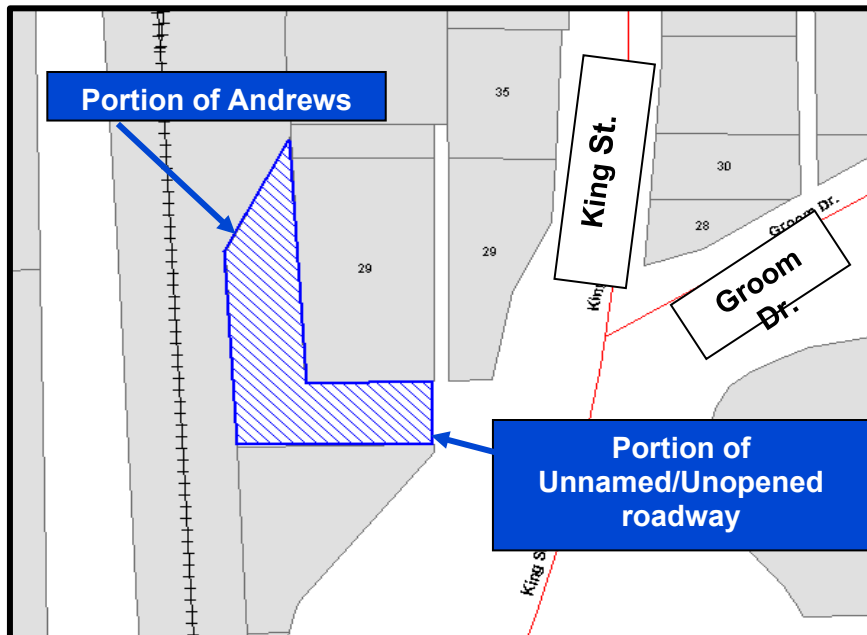 Portion of Andrews
35
King St.
30
Groom Dr.
28
29
29
King
Groom
Dr.
Portion of
Unnamed/Unopened
roadway
King S